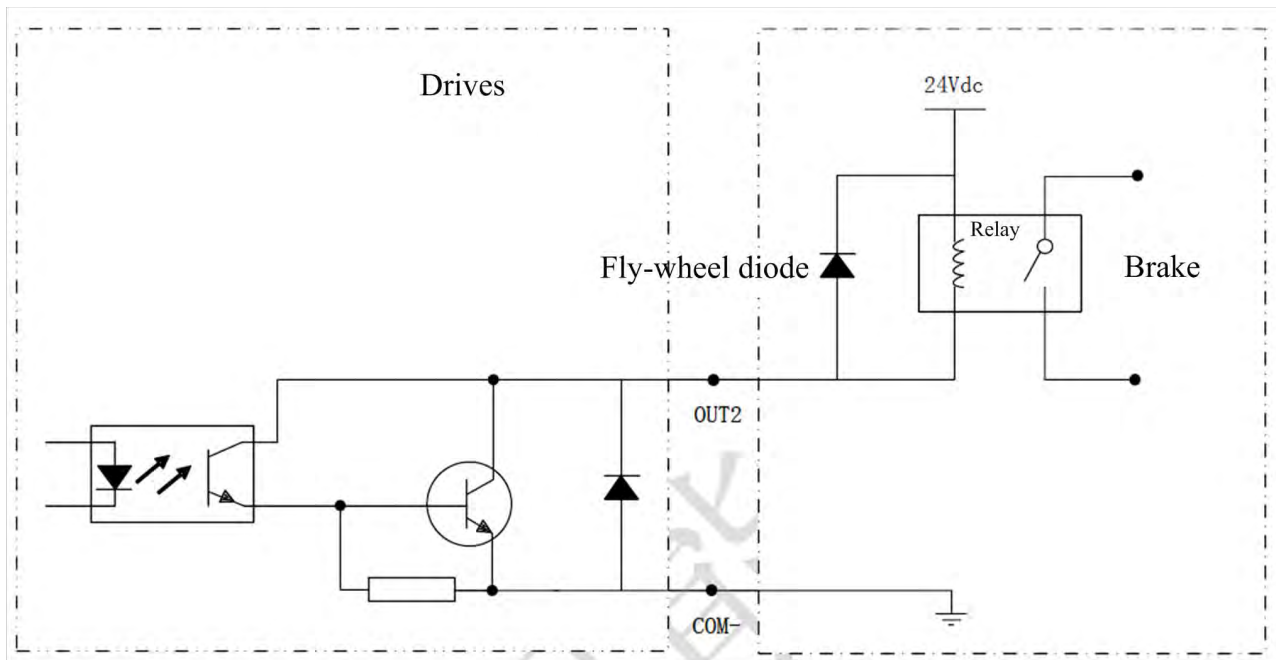 Drives
24Vdc
Relay
Fly-wheel diode
Brake
OUT2
COM-